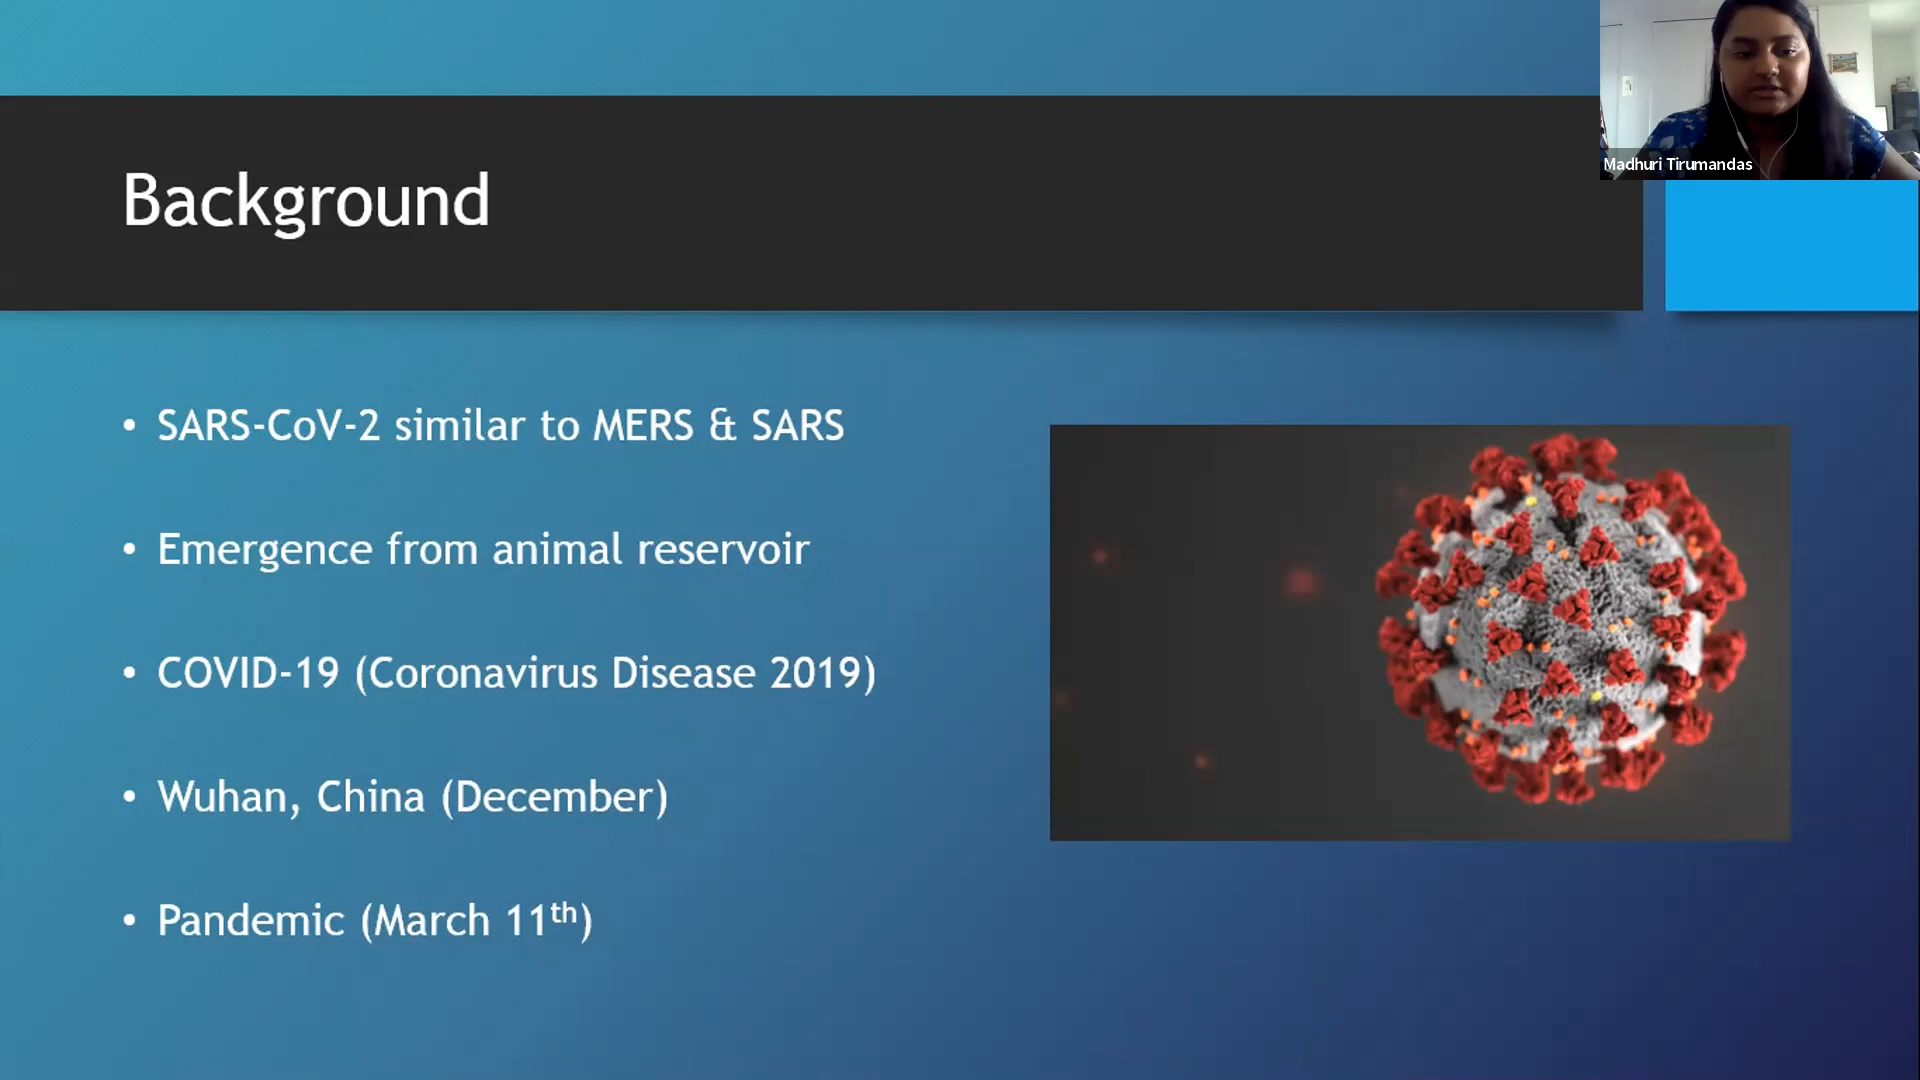 Madhuri Tirumandas
Background
• SARS-CoV-2 similar to MERS & SARS
• Emergence from animal reservoir
• COVID-19 (Coronavirus Disease 2019)
• Wuhan, China (December)
• Pandemic (March 11th)